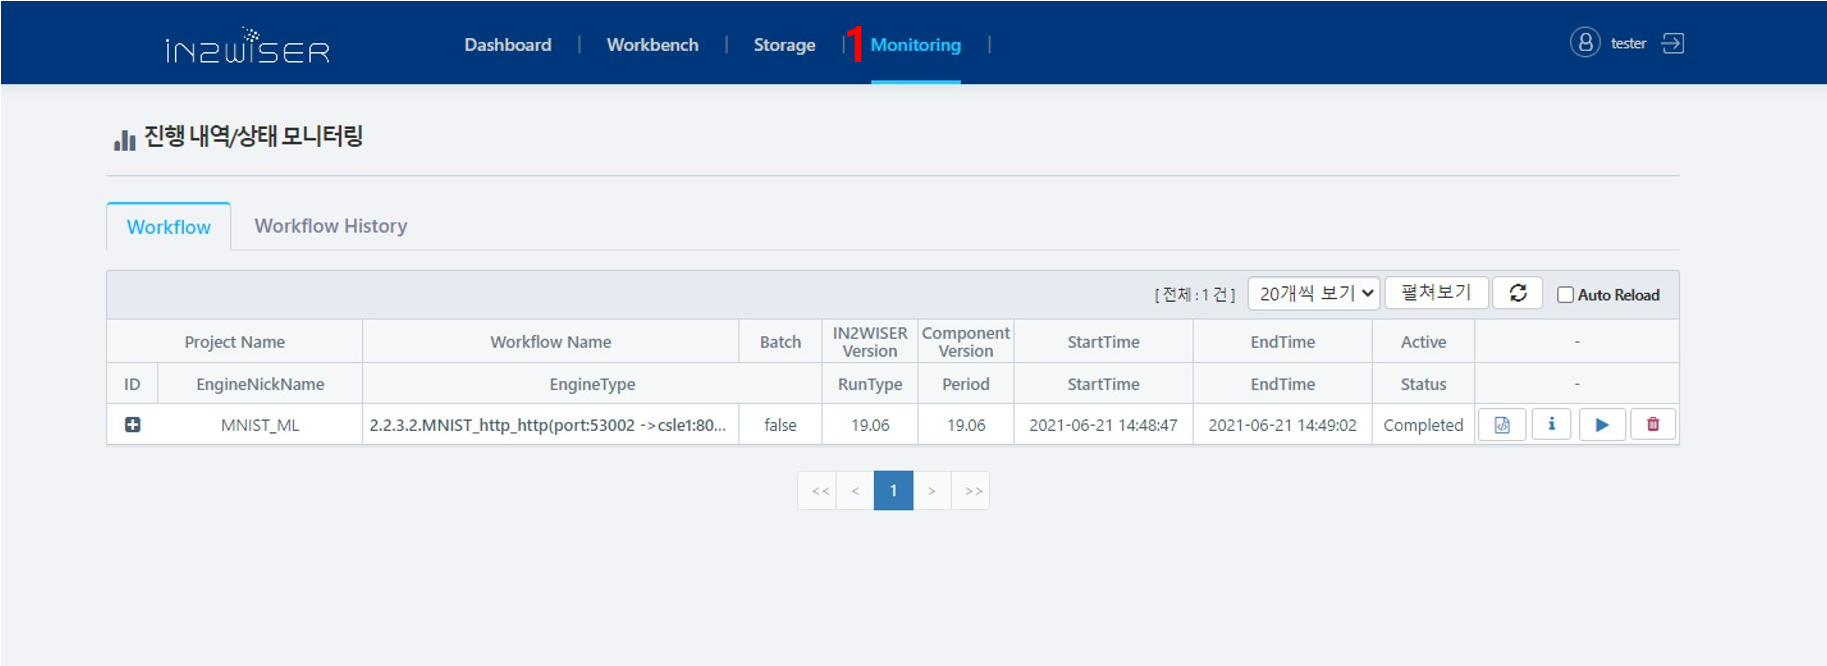 IN2WISER Dashboard | Workbench | Storage | 1 Monitoring | tester
진행 내역/상태 모니터링
Workflow Workflow History
[ 전체 : 1 건 ] 20개씩 보기 펼쳐보기 Auto Reload
Project Name Workflow Name Batch IN2WISER Version Component Version StartTime EndTime Active -
ID EngineNickName EngineType RunType Period StartTime EndTime Status -
MNIST_ML 2.2.3.2.MNIST_http_http(port:53002 ->csle1:80... false 19.06 19.06 2021-06-21 14:48:47 2021-06-21 14:49:02 Completed
<< < 1 > >>